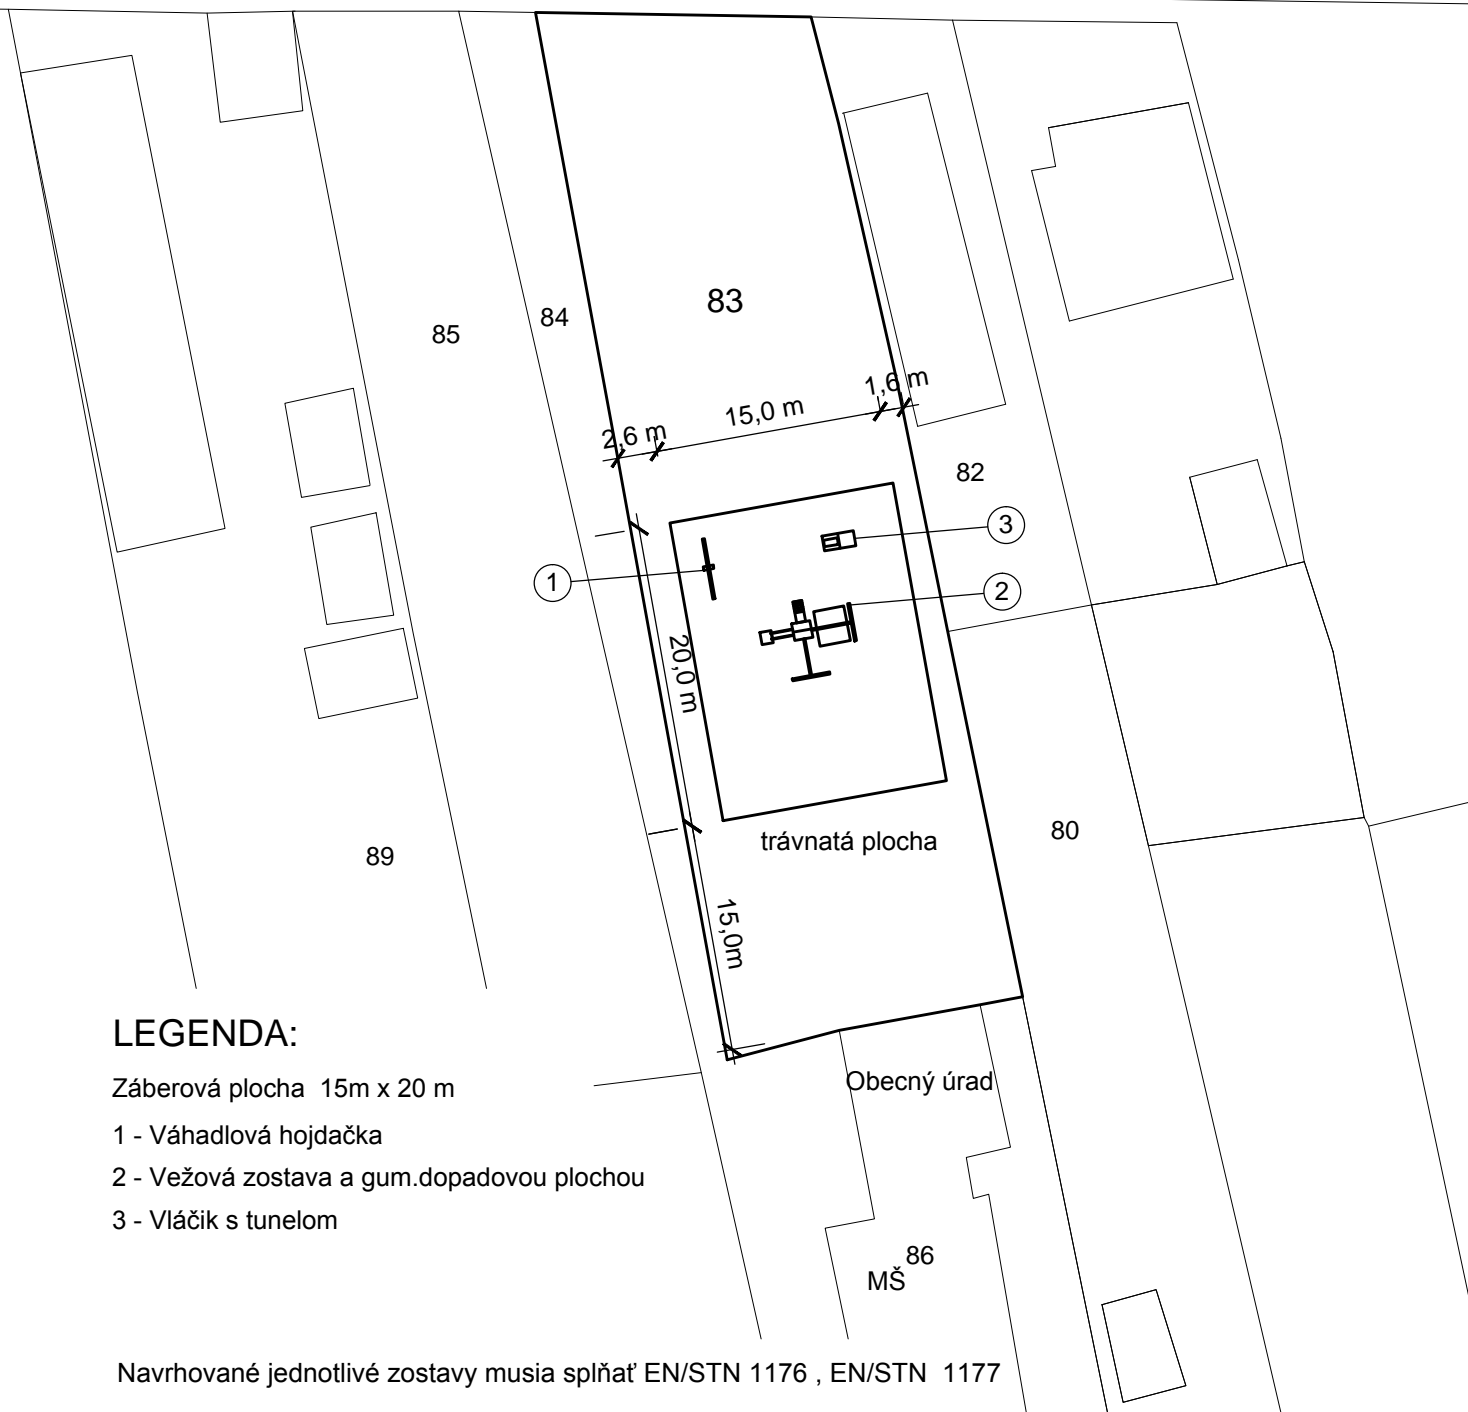 83
84
85
1,6 m
15,0 m
2,6 m
82
3
1
2
20,0 m
80
trávnatá plocha
89
15,0m
LEGENDA:
Záberová plocha 15m x 20 m
1 - Váhadlová hojdačka
2 - Vežová zostava a gum.dopadovou plochou
3 - Vláčik s tunelom
Obecný úrad
86
MŠ
Navrhované jednotlivé zostavy musia splňať EN/STN 1176 , EN/STN 1177